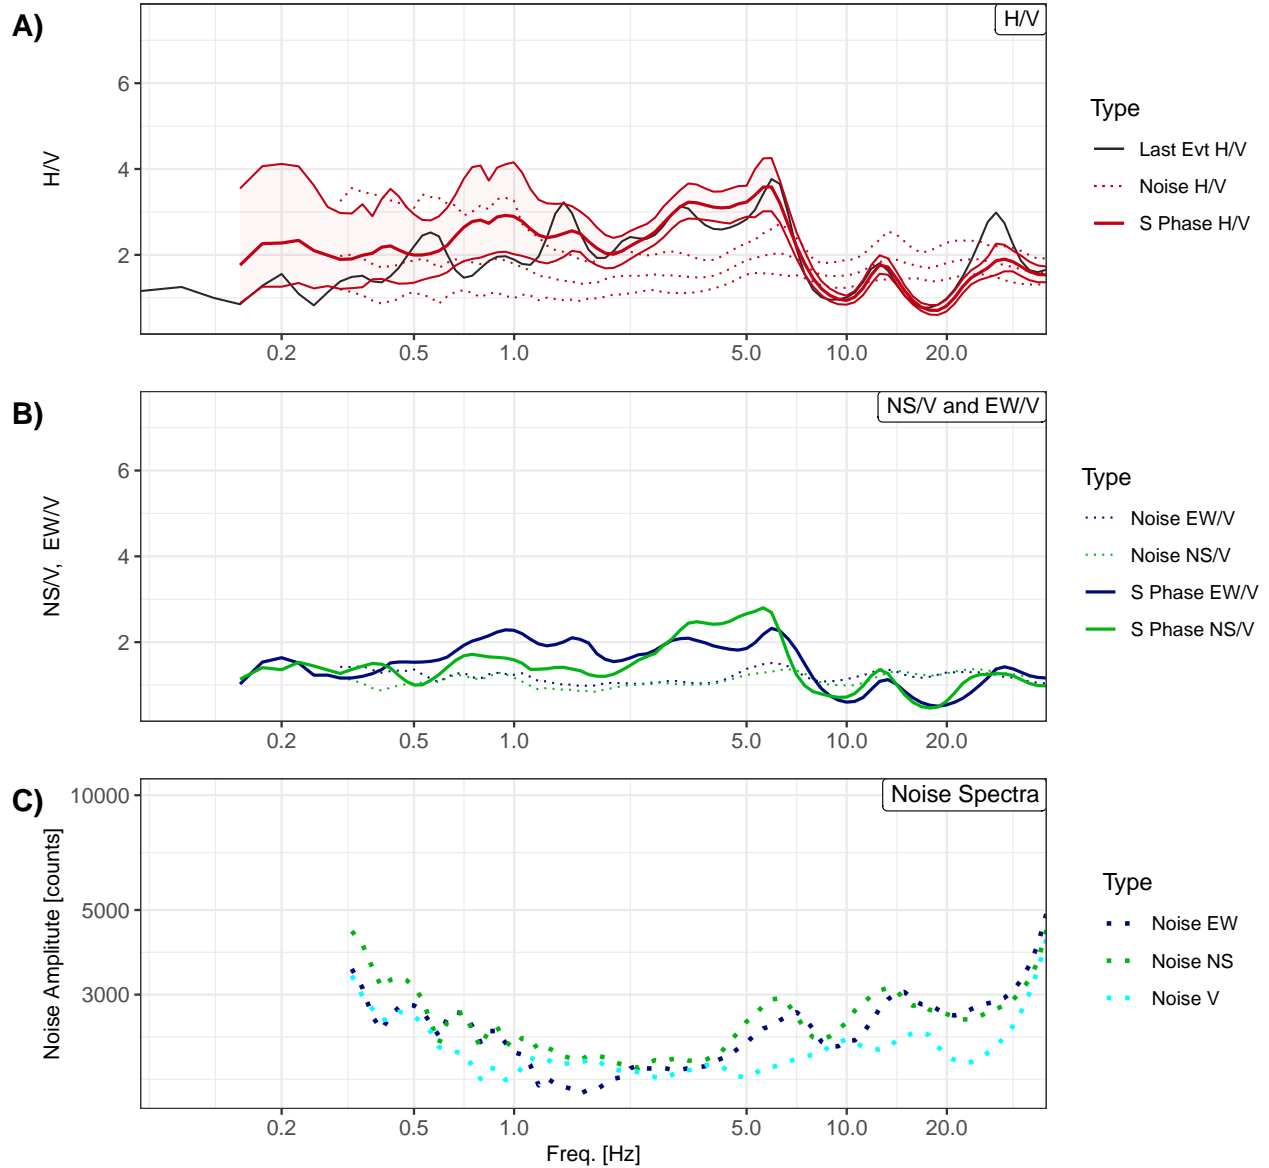 A)
H/V
6
4
2
H/V
0.2 0.5 1.0 5.0 10.0 20.0
Type
Last Evt H/V
Noise H/V
S Phase H/V
B)
NS/V and EW/V
6
4
2
NS/V, EW/V
0.2 0.5 1.0 5.0 10.0 20.0
Type
Noise EW/V
Noise NS/V
S Phase EW/V
S Phase NS/V
C)
Noise Spectra
10000
5000
3000
Noise Amplitute [counts]
0.2 0.5 1.0 5.0 10.0 20.0
Freq. [Hz]
Type
Noise EW
Noise NS
Noise V